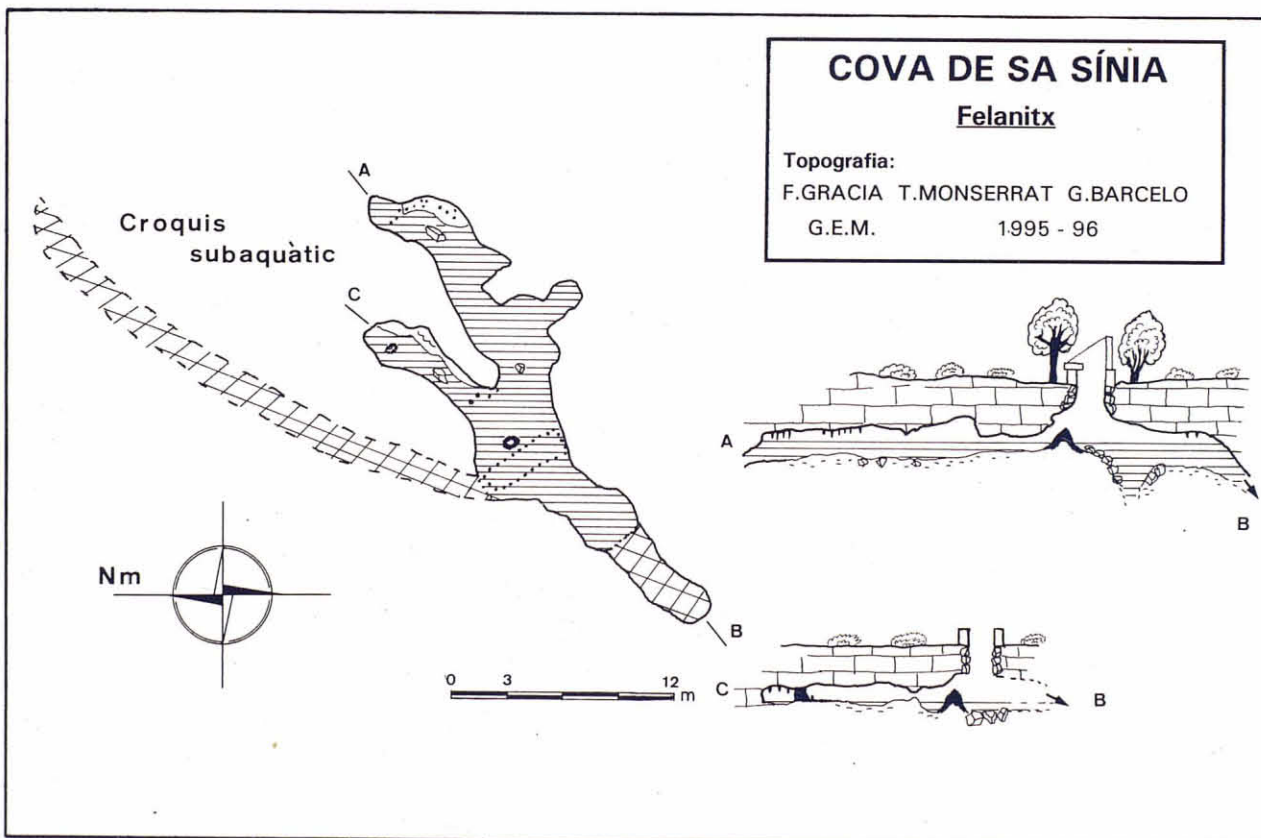 COVA DE SA SÍNIA
Felanitx
Topografia:
F.GRACIA T.MONSERRAT G.BARCELO
G.E.M. 1995 - 96
A
Croquis
subaquàtic
C
A
B
Nm
B
0 3 12
m
C
B